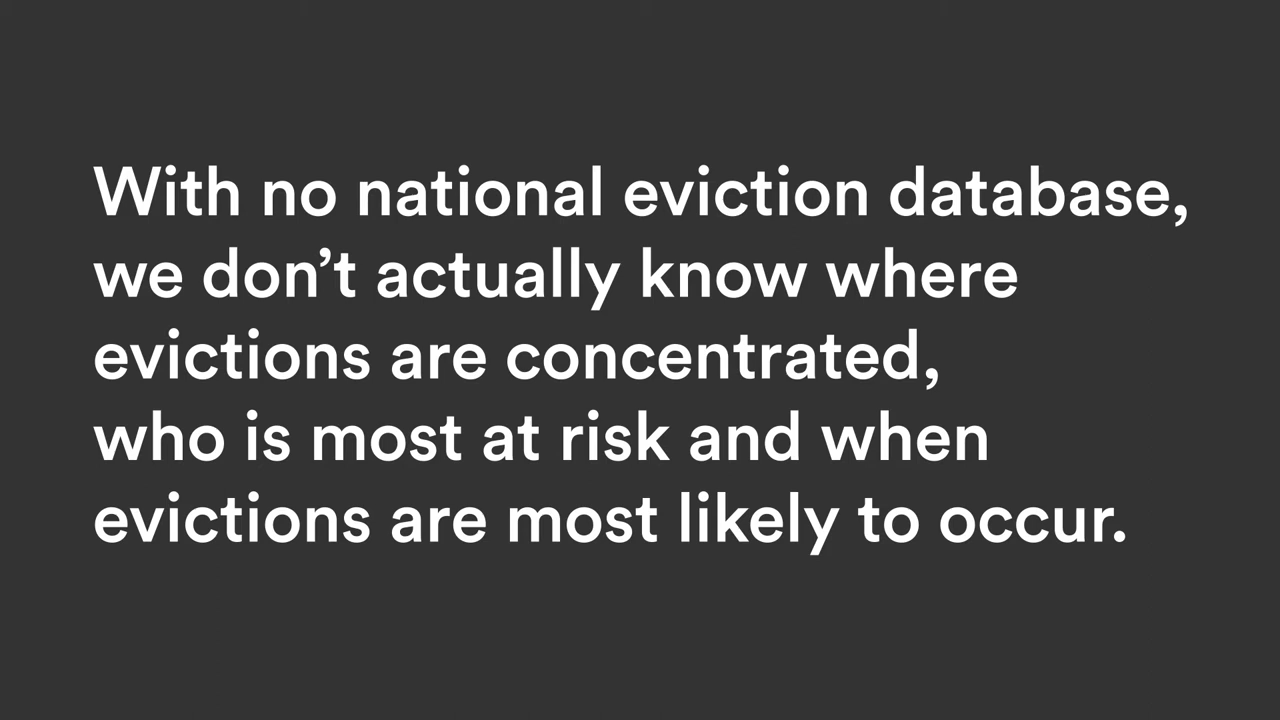 With no national eviction database,
we don’t actually know where
evictions are concentrated,
who is most at risk and when
evictions are most likely to occur.